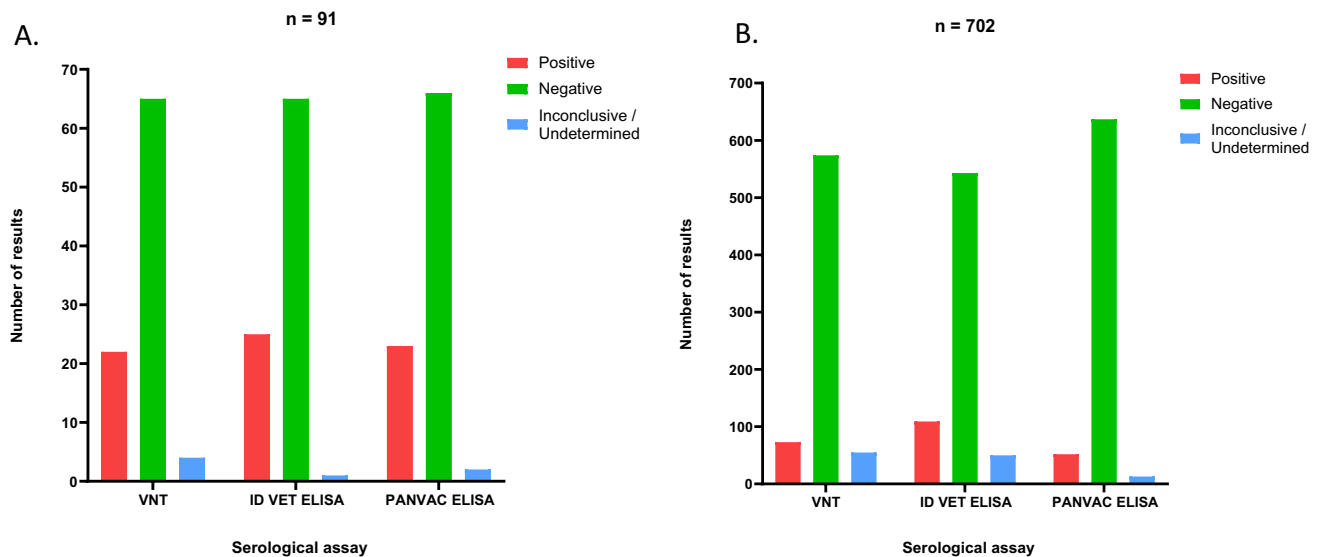 A.
n = 91
Positive
Negative
Inconclusive /
Undetermined
Number of results
70
60
50
40
30
20
10
0
VNT
ID VET ELISA
PANVAC ELISA
Serological assay
B.
n = 702
Positive
Negative
Inconclusive /
Undetermined
Number of results
700
600
500
400
300
200
100
0
VNT
ID VET ELISA
PANVAC ELISA
Serological assay